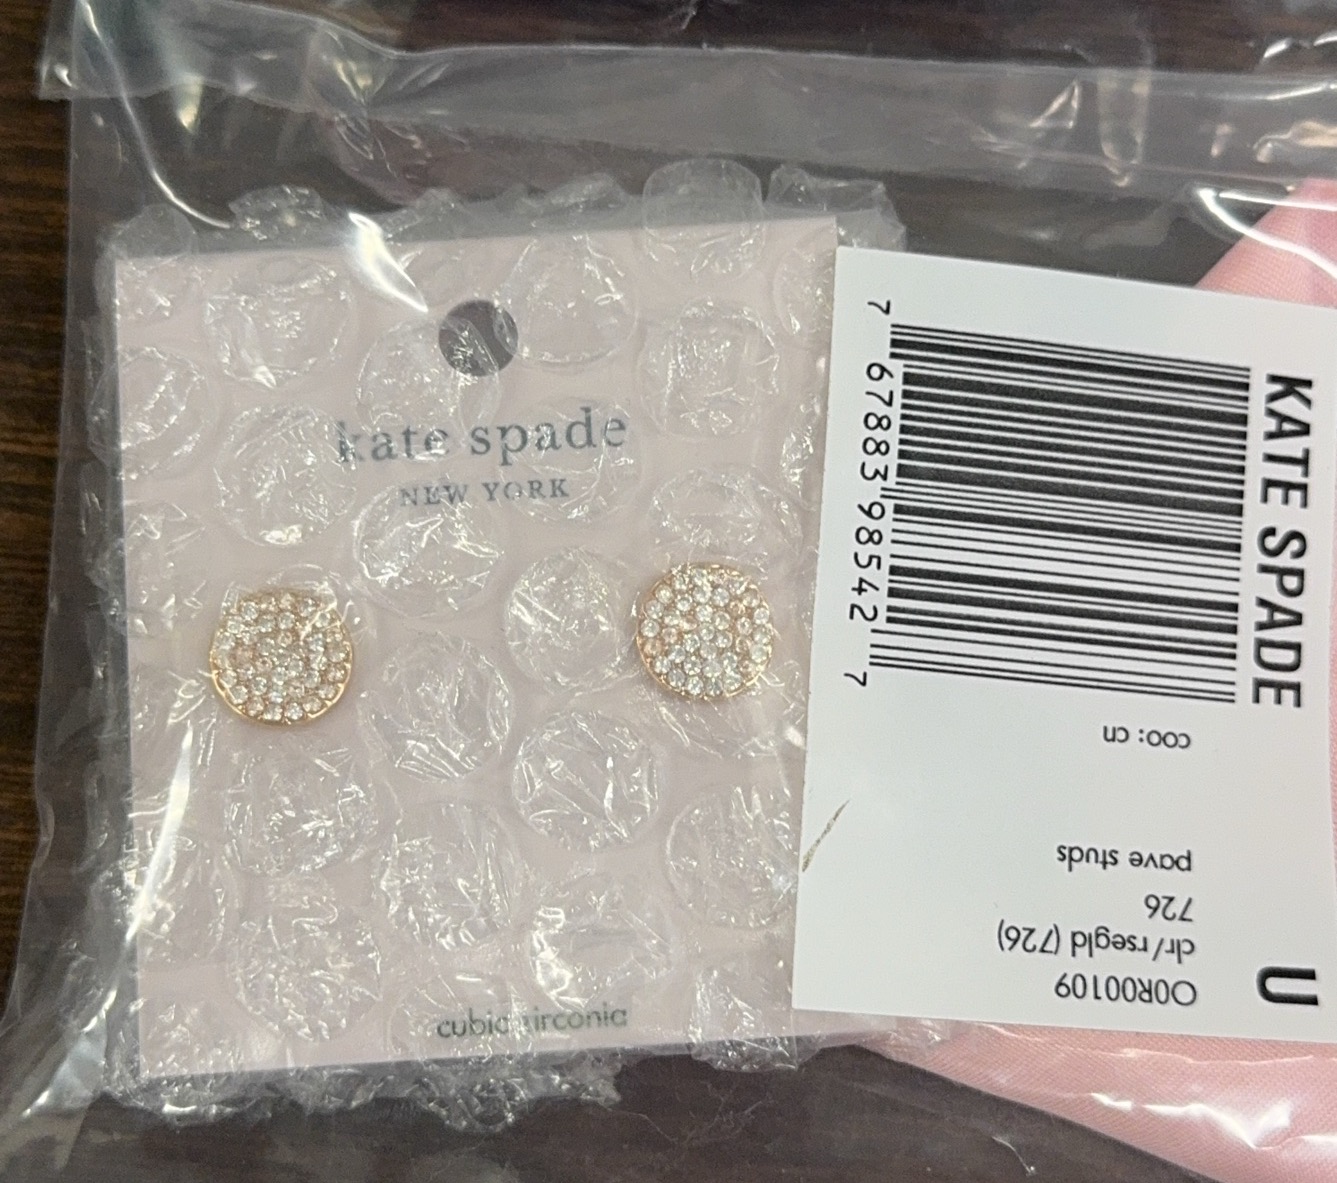 kate spade
NEW YORK
cubic zirconia
KATE SPADE
7 67883 98542 7
coo: cn
pave studs
726
clr/rsegld (726)
O0R00109
U